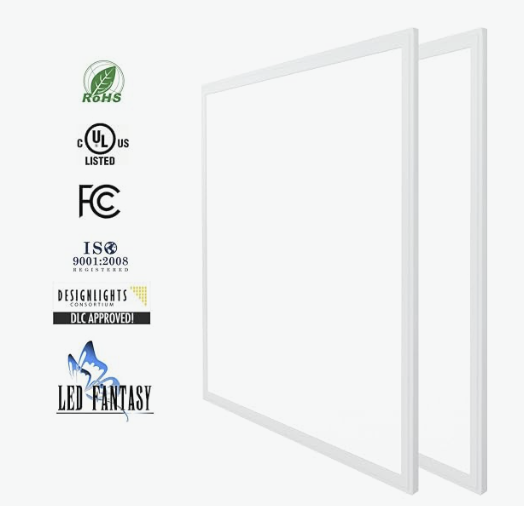 RoHS
C UL US
LISTED
FC
ISO
9001:2008
REGISTERED
DESIGNLIGHTS
CONSORTIUM
DLC APPROVED!
LED FANTASY